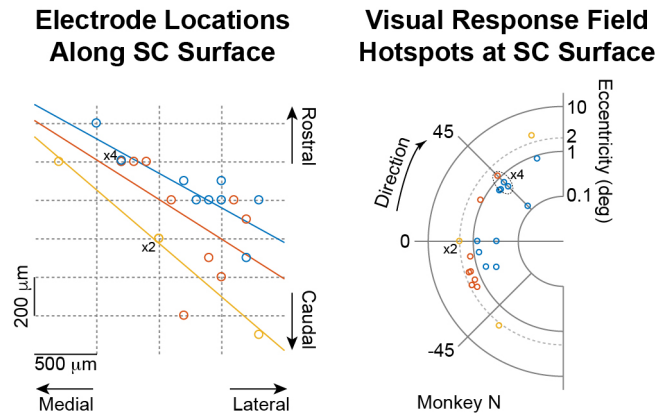 Electrode Locations
Along SC Surface
Visual Response Field
Hotspots at SC Surface
Rostral
Caudal
x4
x2
200 μm
500 μm
Medial
Lateral
Eccentricity (deg)
10
2
1
0.1
Direction
45
0
-45
x4
x2
Monkey N